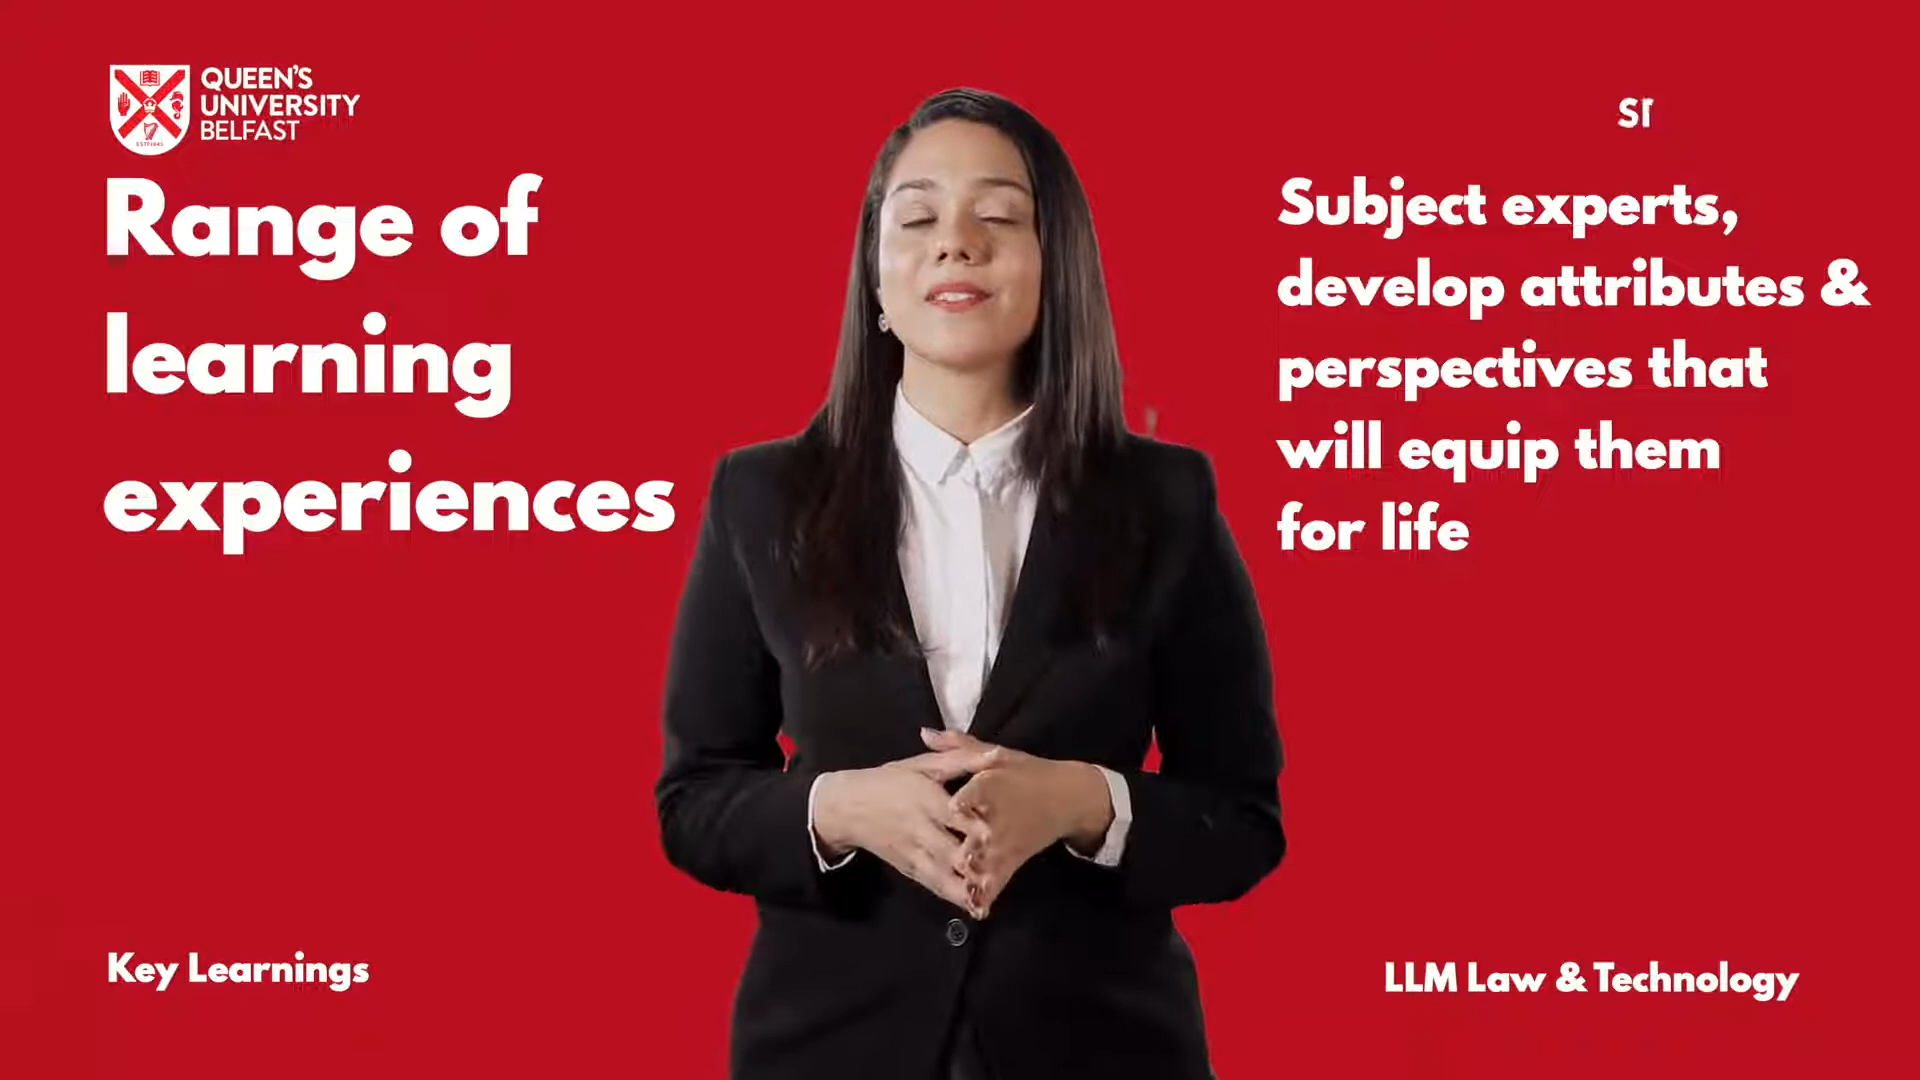 QUEEN'S
UNIVERSITY
BELFAST
Range of
learning
experiences
Subject experts,
develop attributes &
perspectives that
will equip them
for life
Key Learnings
LLM Law & Technology